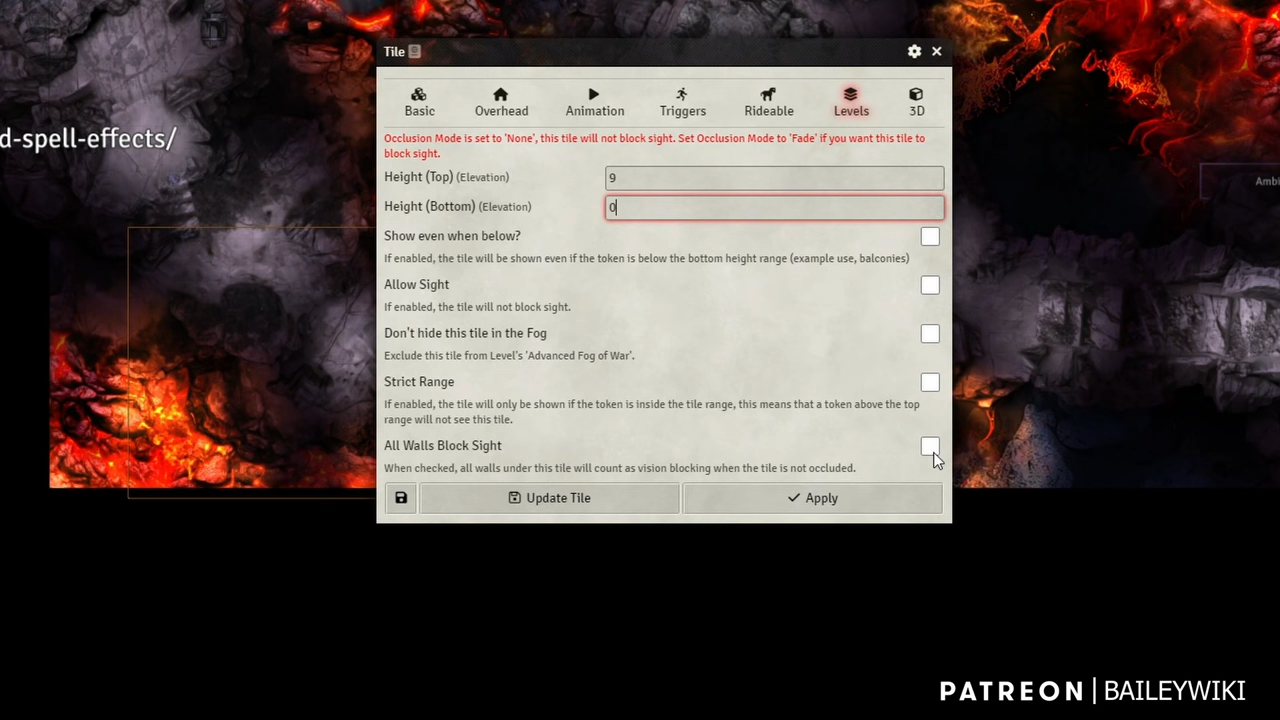 Tile
Basic
Overhead
Animation
Triggers
Rideable
Levels
3D
d-spell-effects/
Occlusion Mode is set to 'None', this tile will not block sight. Set Occlusion Mode to 'Fade' if you want this tile to
block sight.
Height (Top) (Elevation) 9
Height (Bottom) (Elevation) 0
Show even when below?
If enabled, the tile will be shown even if the token is below the bottom height range (example use, balconies)
Allow Sight
If enabled, the tile will not block sight.
Don't hide this tile in the Fog
Exclude this tile from Level's 'Advanced Fog of War'.
Strict Range
If enabled, the tile will only be shown if the token is inside the tile range, this means that a token above the top
range will not see this tile.
All Walls Block Sight
When checked, all walls under this tile will count as vision blocking when the tile is not occluded.
Update Tile
Apply
Ambi
PATREON | BAILEYWIKI